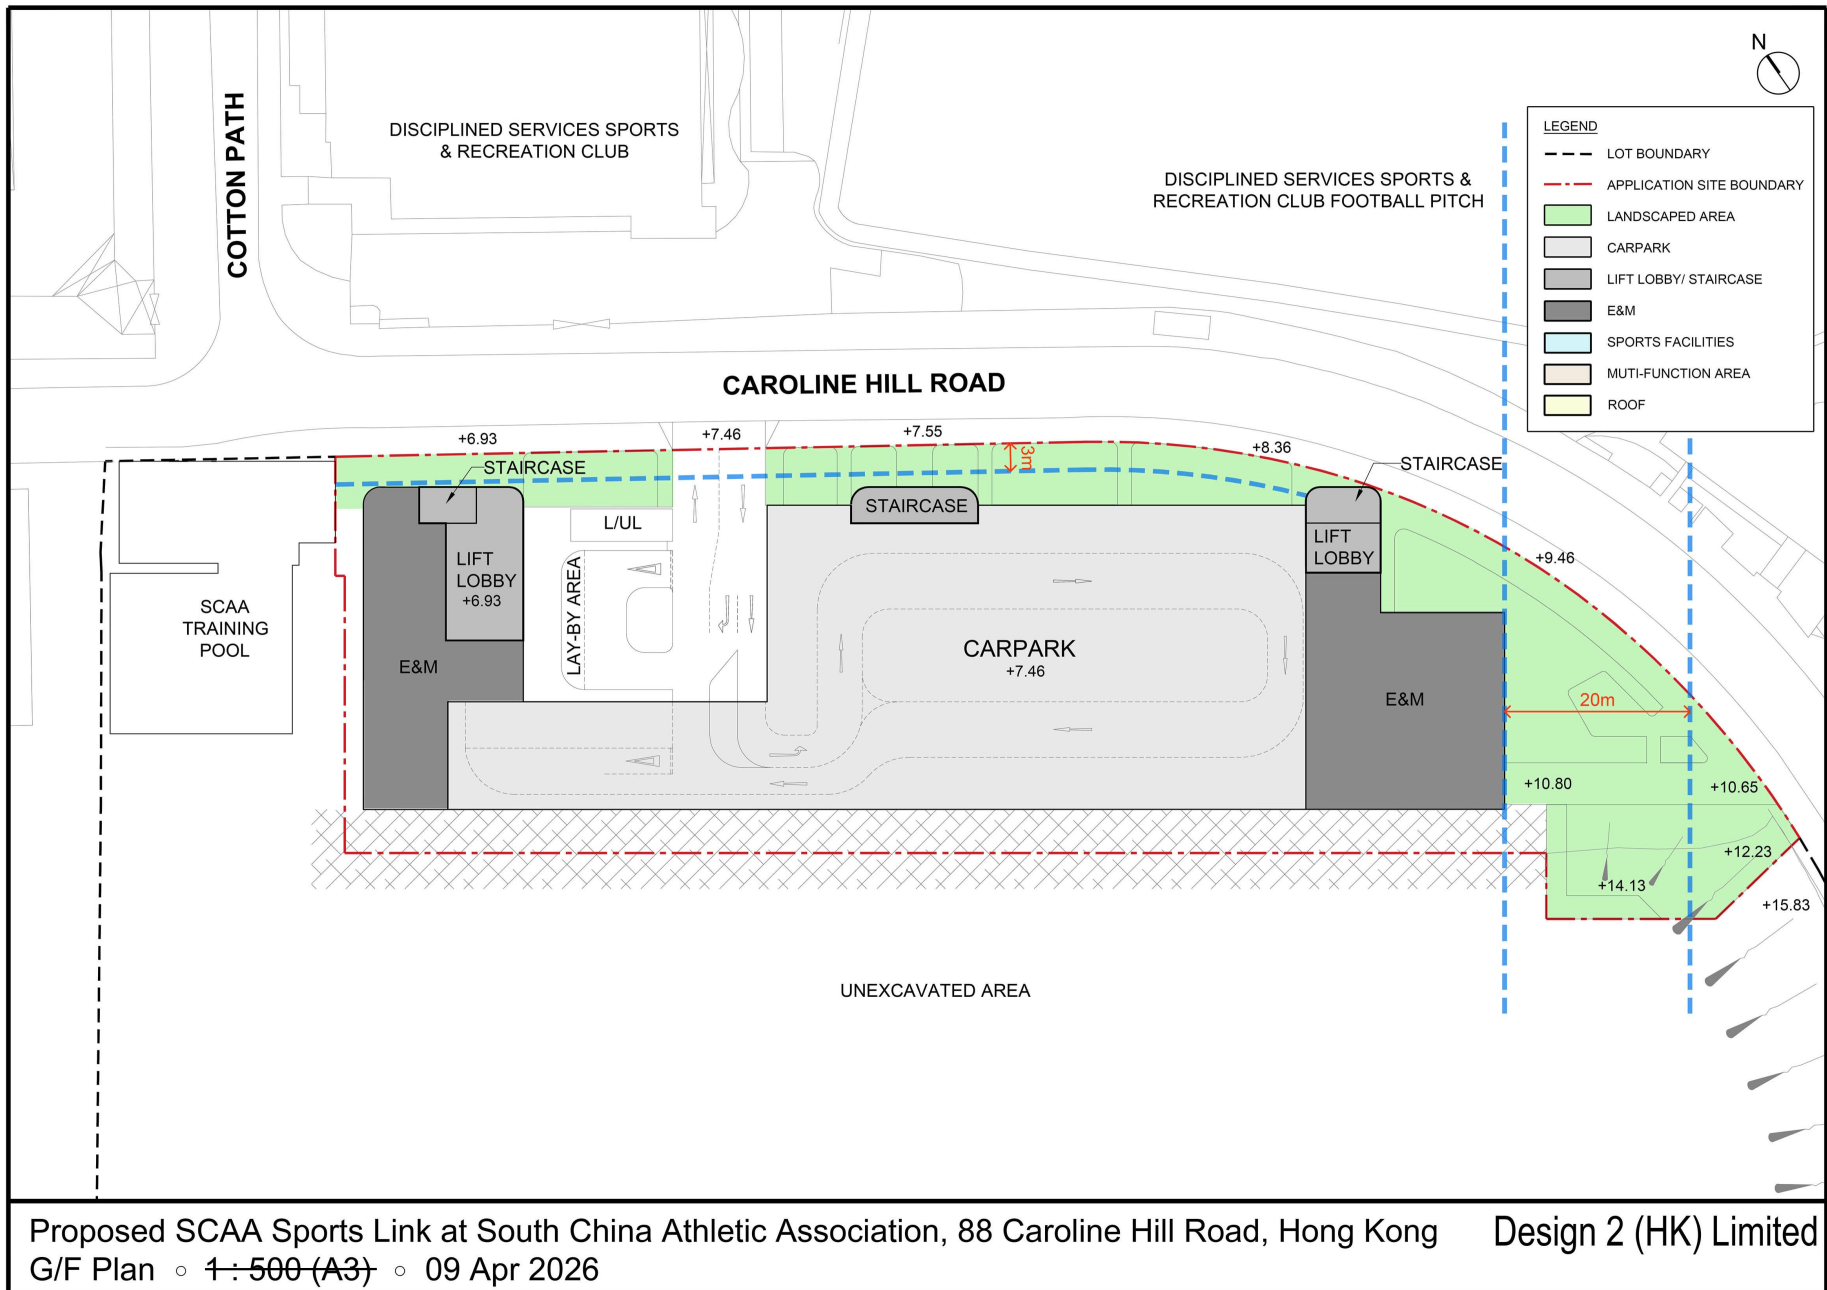 N
LEGEND
LOT BOUNDARY
APPLICATION SITE BOUNDARY
LANDSCAPED AREA
CARPARK
LIFT LOBBY/ STAIRCASE
E&M
SPORTS FACILITIES
MUTI-FUNCTION AREA
ROOF
COTTON PATH
DISCIPLINED SERVICES SPORTS
& RECREATION CLUB
DISCIPLINED SERVICES SPORTS &
RECREATION CLUB FOOTBALL PITCH
CAROLINE HILL ROAD
+6.93
+7.46
+7.55
+8.36
3m
STAIRCASE
STAIRCASE
STAIRCASE
L/UL
LIFT
LOBBY
+6.93
LIFT
LOBBY
+9.46
LAY-BY AREA
SCAA
TRAINING
POOL
E&M
CARPARK
+7.46
E&M
20m
+10.80
+10.65
+12.23
+14.13
+15.83
UNEXCAVATED AREA
Proposed SCAA Sports Link at South China Athletic Association, 88 Caroline Hill Road, Hong Kong
Design 2 (HK) Limited
G/F Plan ◦ 1 : 500 (A3) ◦ 09 Apr 2026